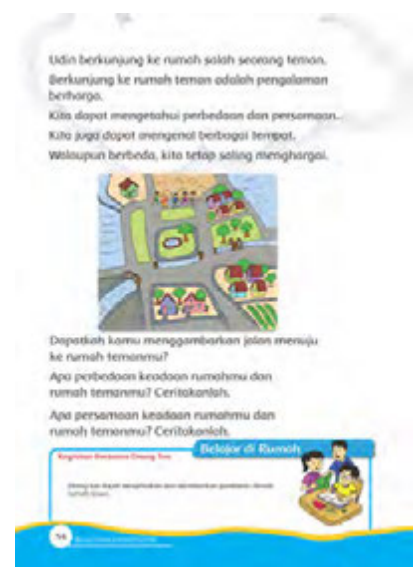 Udin berkunjung ke rumah salah seorang teman.
Berkunjung ke rumah teman adalah pengalaman
berharga.
Kita dapat mengetahui perbedaan dan persamaan.
Kita juga dapat mengenal berbagai tempat.
Walaupun berbeda, kita tetap saling menghargai.
Dapatkah kamu menggambarkan jalan menuju
ke rumah temanmu?
Apa perbedaan keadaan rumahmu dan
rumah temanmu? Ceritakanlah.
Apa persamaan keadaan rumahmu dan
rumah temanmu? Ceritakanlah.
Belajar di Rumah
Kegiatan Bersama Orang Tua